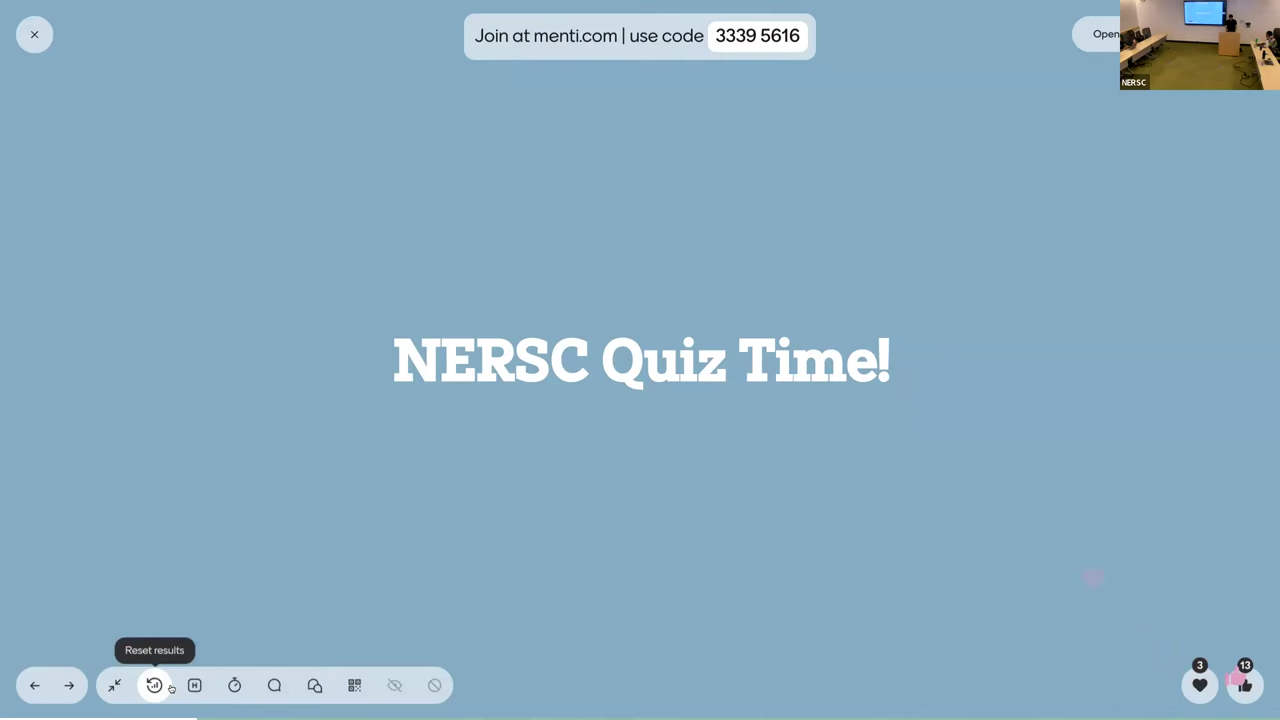 Join at menti.com | use code 3339 5616
Open
NERSC
NERSC Quiz Time!
Reset results
3
13